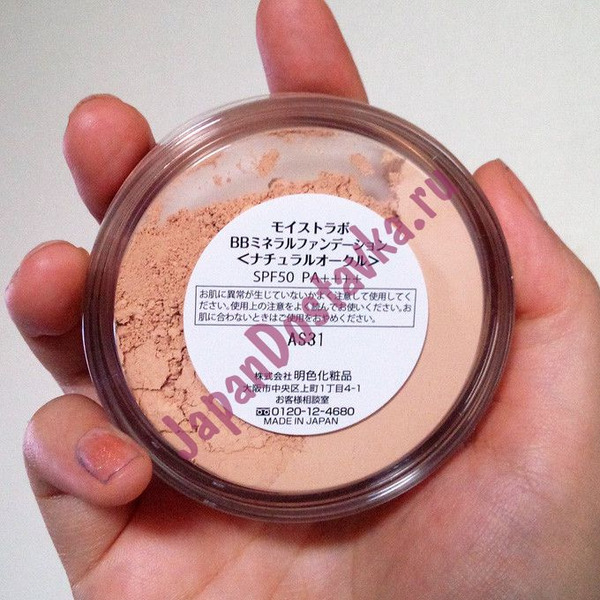 モイストラボ
BBミネラルファンデーション
<ナチュラルオークル>
SPF50 PA++++
お肌に異常が生じていないかよく注意して使用してく
ださい。使用上の注意をよく読んでお使いください。お
肌に合わないときはご使用をおやめください。
AS31
株式会社 明色化粧品
大阪市中央区上町1丁目4-1
お客様相談室
0120-12-4680
MADE IN JAPAN
JapanDostavka.ru